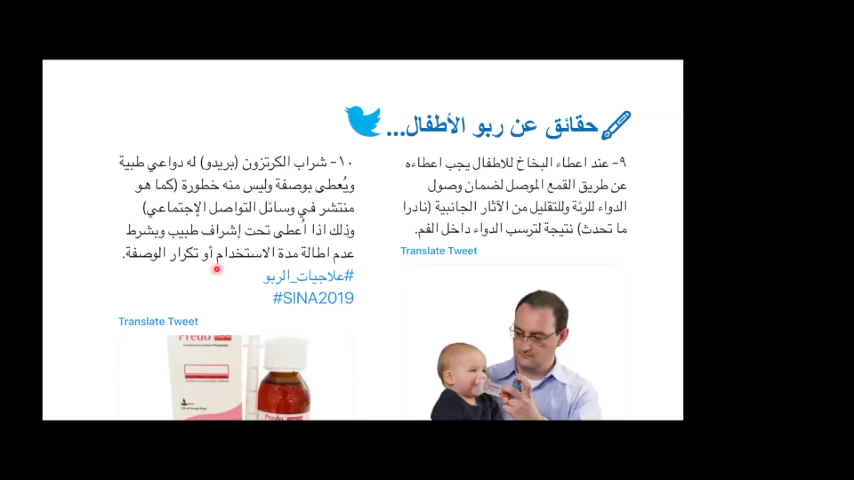 حقائق عن ربو الأطفال...
٩- عند اعطاء البخاخ للاطفال يجب اعطاءه
عن طريق القمع الموصل لضمان وصول
الدواء للرئة وللتقليل من الآثار الجانبية (نادرا
ما تحدث) نتيجة لترسب الدواء داخل الفم.
Translate Tweet
١٠- شراب الكرتزون (بريدو) له دواعي طبية
ويُعطى بوصفة وليس منه خطورة (كما هو
منتشر في وسائل التواصل الإجتماعي)
وذلك اذا اُعطى تحت إشراف طبيب وبشرط
عدم اطالة مدة الاستخدام أو تكرار الوصفة.
#علاجيات_الربو
#SINA2019
Translate Tweet
Predo
Predo